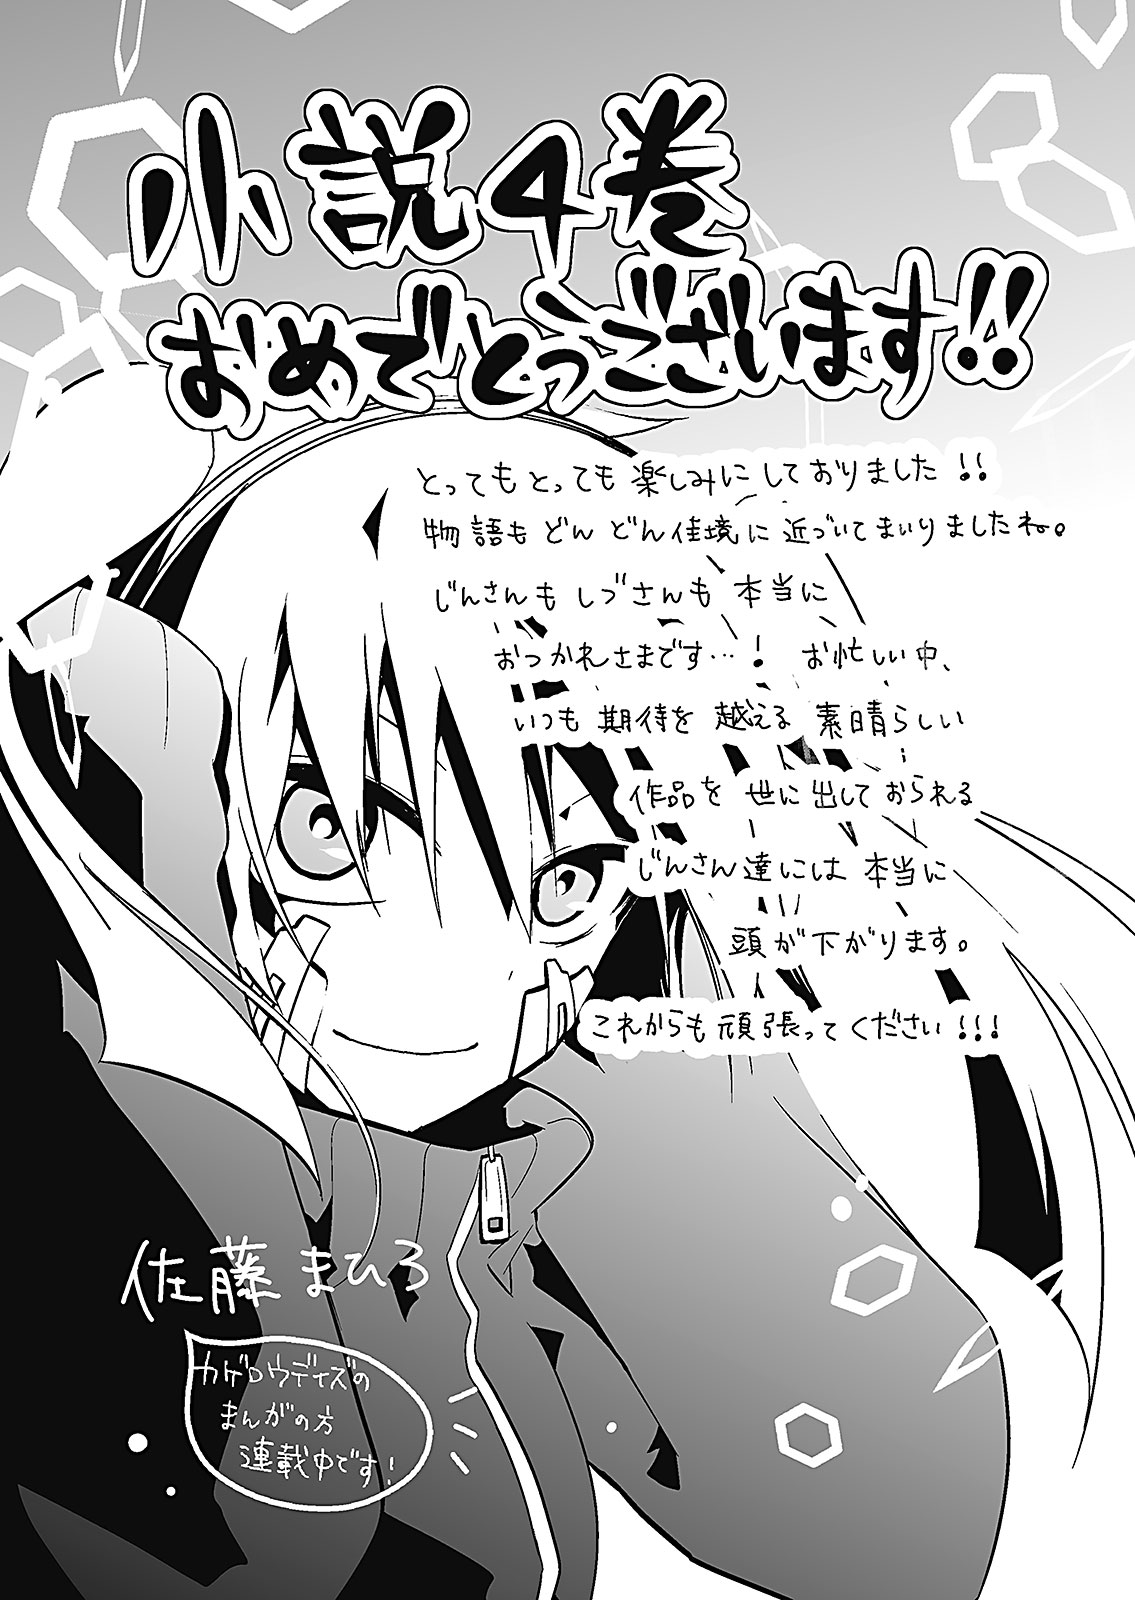 小説4巻
おめでとうございます!!
とってもとっても楽しみにしておりました!!
物語もどんどん佳境に近づいてまいりましたね。
じんさんもしづさんも本当に
おつかれさまです…! お忙しい中、
いつも期待を越える素晴らしい
作品を世に出しておられる
じんさん達には本当に
頭が下がります。
これからも頑張ってください!!!
佐藤まひろ
カゲロウデイズの
まんがの方
連載中です!